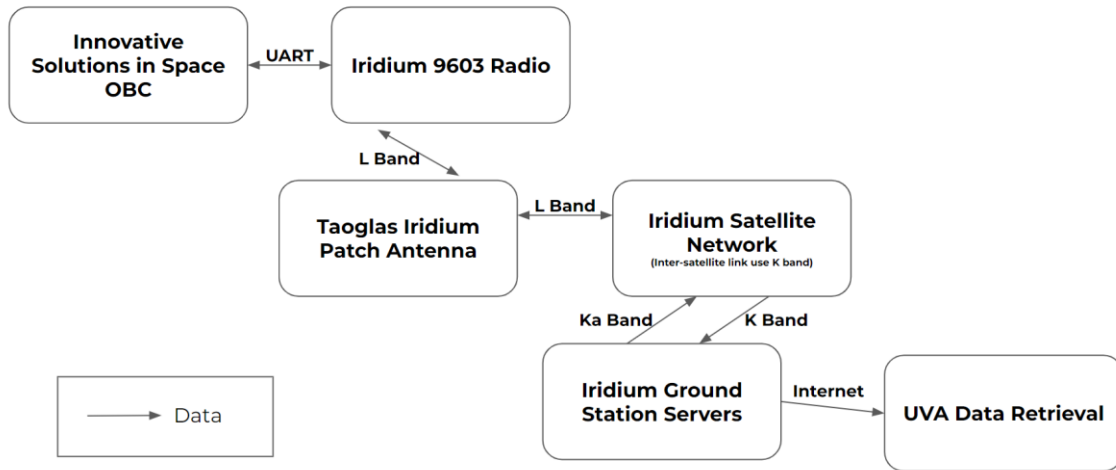 Innovative
Solutions in Space
OBC
UART
Iridium 9603 Radio
L Band
Taoglas Iridium
Patch Antenna
L Band
Iridium Satellite
Network
(Inter-satellite link use K band)
Ka Band
K Band
Iridium Ground
Station Servers
Internet
UVA Data Retrieval
Data